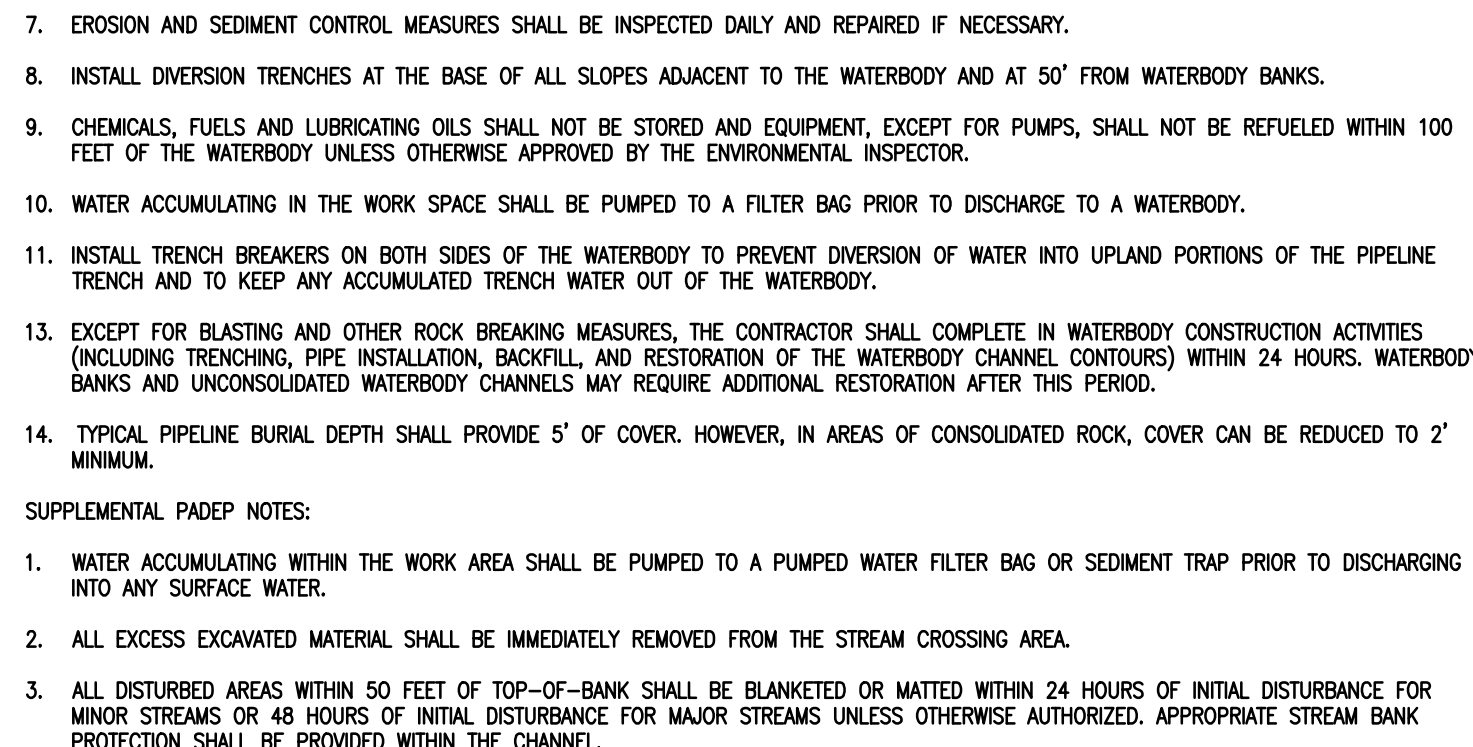 7. EROSION AND SEDIMENT CONTROL MEASURES SHALL BE INSPECTED DAILY AND REPAIRED IF NECESSARY.
8. INSTALL DIVERSION TRENCHES AT THE BASE OF ALL SLOPES ADJACENT TO THE WATERBODY AND AT 50' FROM WATERBODY BANKS.
9. CHEMICALS, FUELS AND LUBRICATING OILS SHALL NOT BE STORED AND EQUIPMENT, EXCEPT FOR PUMPS, SHALL NOT BE REFUELED WITHIN 100
FEET OF THE WATERBODY UNLESS OTHERWISE APPROVED BY THE ENVIRONMENTAL INSPECTOR.
10. WATER ACCUMULATING IN THE WORK SPACE SHALL BE PUMPED TO A FILTER BAG PRIOR TO DISCHARGE TO A WATERBODY.
11. INSTALL TRENCH BREAKERS ON BOTH SIDES OF THE WATERBODY TO PREVENT DIVERSION OF WATER INTO UPLAND PORTIONS OF THE PIPELINE
TRENCH AND TO KEEP ANY ACCUMULATED TRENCH WATER OUT OF THE WATERBODY.
13. EXCEPT FOR BLASTING AND OTHER ROCK BREAKING MEASURES, THE CONTRACTOR SHALL COMPLETE IN WATERBODY CONSTRUCTION ACTIVITIES
(INCLUDING TRENCHING, PIPE INSTALLATION, BACKFILL, AND RESTORATION OF THE WATERBODY CHANNEL CONTOURS) WITHIN 24 HOURS. WATERBODY
BANKS AND UNCONSOLIDATED WATERBODY CHANNELS MAY REQUIRE ADDITIONAL RESTORATION AFTER THIS PERIOD.
14. TYPICAL PIPELINE BURIAL DEPTH SHALL PROVIDE 5' OF COVER. HOWEVER, IN AREAS OF CONSOLIDATED ROCK, COVER CAN BE REDUCED TO 2'
MINIMUM.
SUPPLEMENTAL PADEP NOTES:
1. WATER ACCUMULATING WITHIN THE WORK AREA SHALL BE PUMPED TO A PUMPED WATER FILTER BAG OR SEDIMENT TRAP PRIOR TO DISCHARGING
INTO ANY SURFACE WATER.
2. ALL EXCESS EXCAVATED MATERIAL SHALL BE IMMEDIATELY REMOVED FROM THE STREAM CROSSING AREA.
3. ALL DISTURBED AREAS WITHIN 50 FEET OF TOP-OF-BANK SHALL BE BLANKETED OR MATTED WITHIN 24 HOURS OF INITIAL DISTURBANCE FOR
MINOR STREAMS OR 48 HOURS OF INITIAL DISTURBANCE FOR MAJOR STREAMS UNLESS OTHERWISE AUTHORIZED. APPROPRIATE STREAM BANK
PROTECTION SHALL BE PROVIDED WITHIN THE CHANNEL.